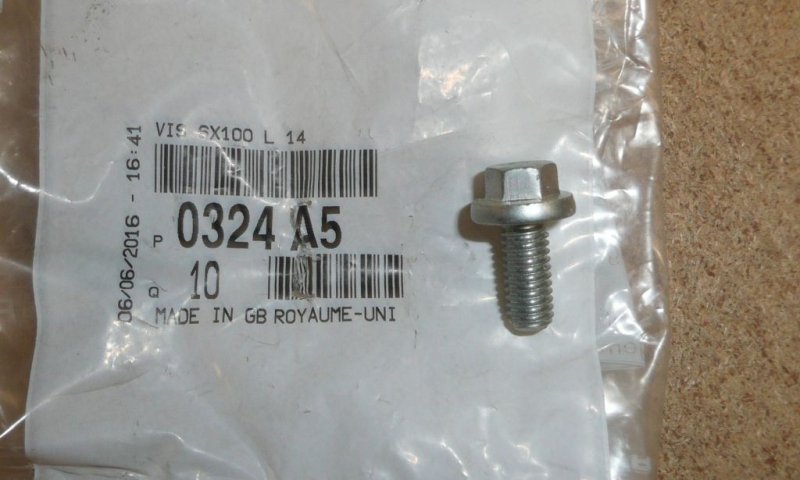 VIS 6X100 L 14
P 0324 A5
Q 10
MADE IN GB ROYAUME-UNI
06/06/2016 - 16:41